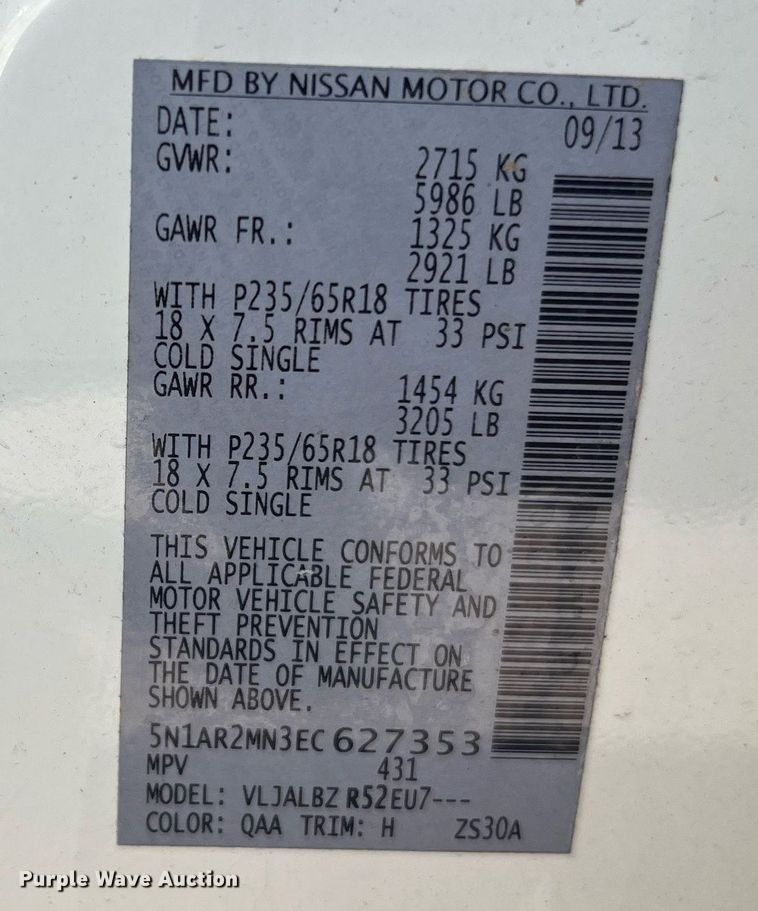 MFD BY NISSAN MOTOR CO., LTD.
DATE: 09/13
GVWR: 2715 KG
5986 LB
GAWR FR.: 1325 KG
2921 LB
WITH P235/65R18 TIRES
18 X 7.5 RIMS AT 33 PSI
COLD SINGLE
GAWR RR.: 1454 KG
3205 LB
WITH P235/65R18 TIRES
18 X 7.5 RIMS AT 33 PSI
COLD SINGLE
THIS VEHICLE CONFORMS TO
ALL APPLICABLE FEDERAL
MOTOR VEHICLE SAFETY AND
THEFT PREVENTION
STANDARDS IN EFFECT ON
THE DATE OF MANUFACTURE
SHOWN ABOVE.
5N1AR2MN3EC 627353
MPV 431
MODEL: VLJALBZ R52EU7---
COLOR: QAA TRIM: H ZS30A
Purple Wave Auction